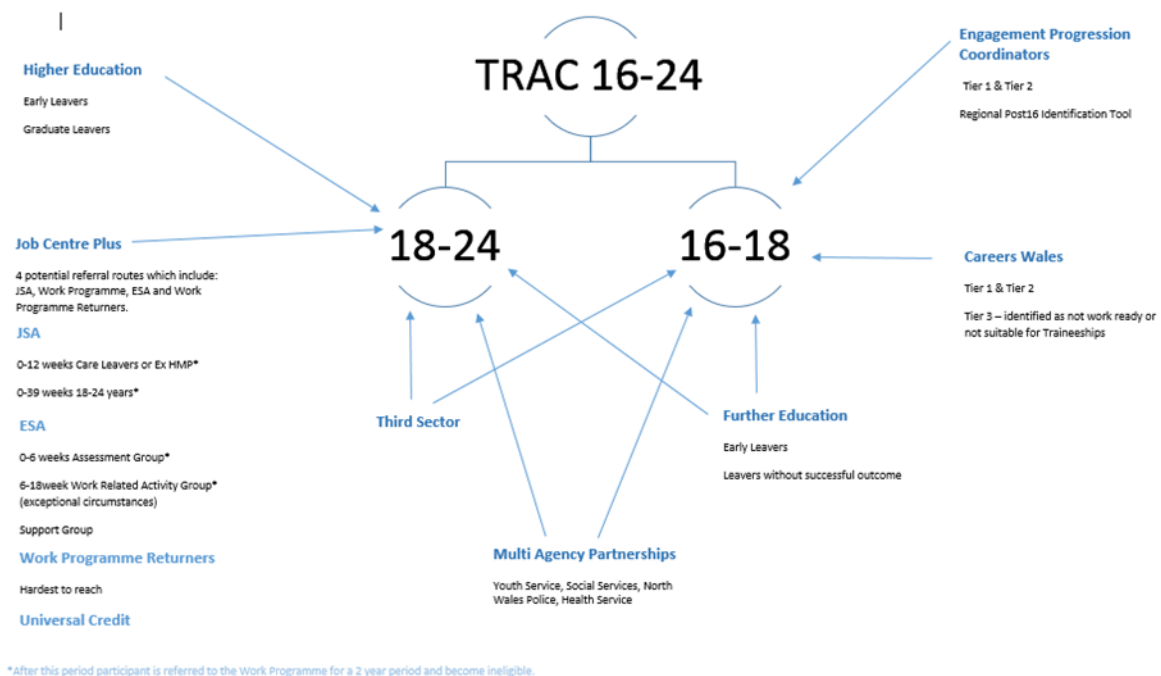 TRAC 16-24
Higher Education
Early Leavers
Graduate Leavers
Engagement Progression
Coordinators
Tier 1 & Tier 2
Regional Post16 Identification Tool
18-24
16-18
Job Centre Plus
4 potential referral routes which include:
JSA, Work Programme, ESA and Work
Programme Returners.
JSA
0-12 weeks Care Leavers or Ex HMP*
0-39 weeks 18-24 years*
ESA
0-6 weeks Assessment Group*
6-18week Work Related Activity Group*
(exceptional circumstances)
Support Group
Work Programme Returners
Hardest to reach
Universal Credit
Careers Wales
Tier 1 & Tier 2
Tier 3 – identified as not work ready or
not suitable for Traineeships
Third Sector
Further Education
Early Leavers
Leavers without successful outcome
Multi Agency Partnerships
Youth Service, Social Services, North
Wales Police, Health Service
*After this period participant is referred to the Work Programme for a 2 year period and become ineligible.